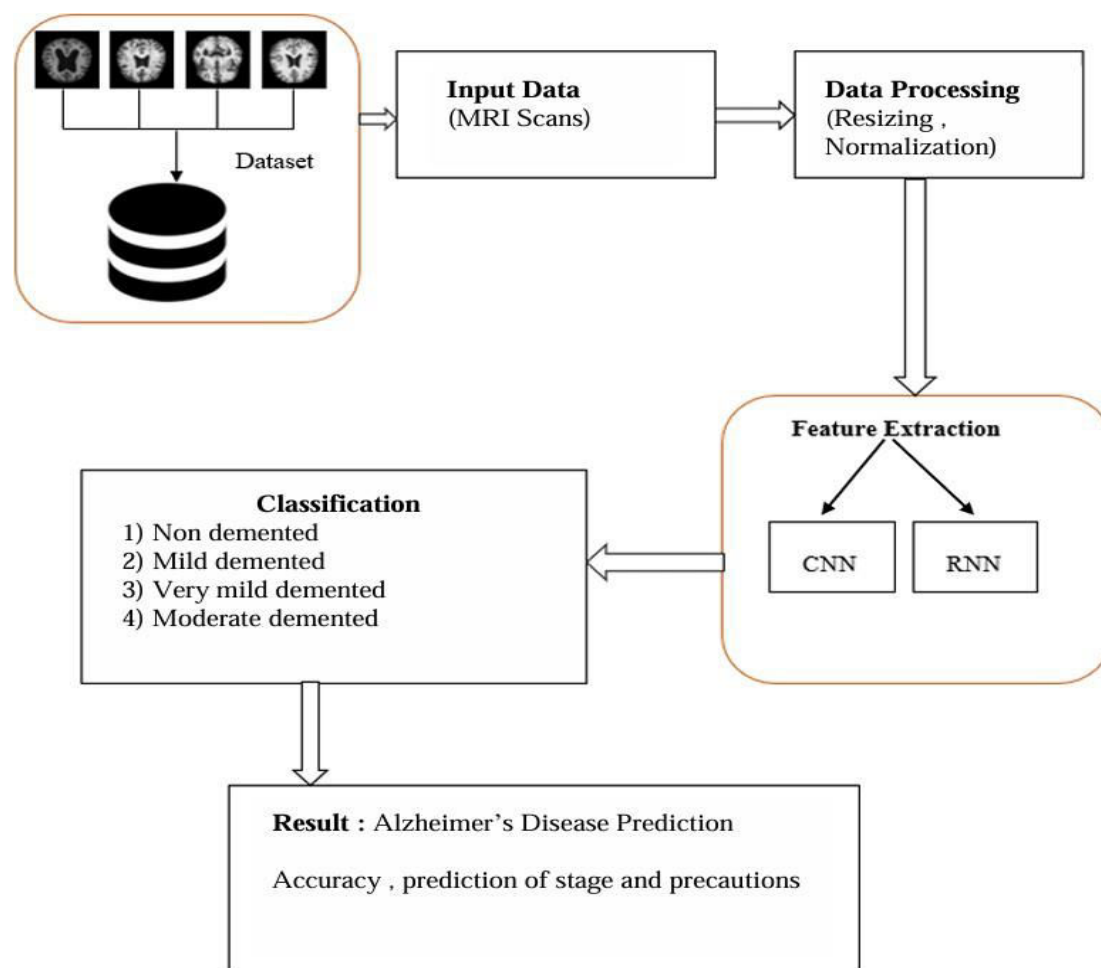 Dataset
Input Data
(MRI Scans)
Data Processing
(Resizing ,
Normalization)
Feature Extraction
CNN
RNN
Classification
1) Non demented
2) Mild demented
3) Very mild demented
4) Moderate demented
Result : Alzheimer’s Disease Prediction
Accuracy , prediction of stage and precautions